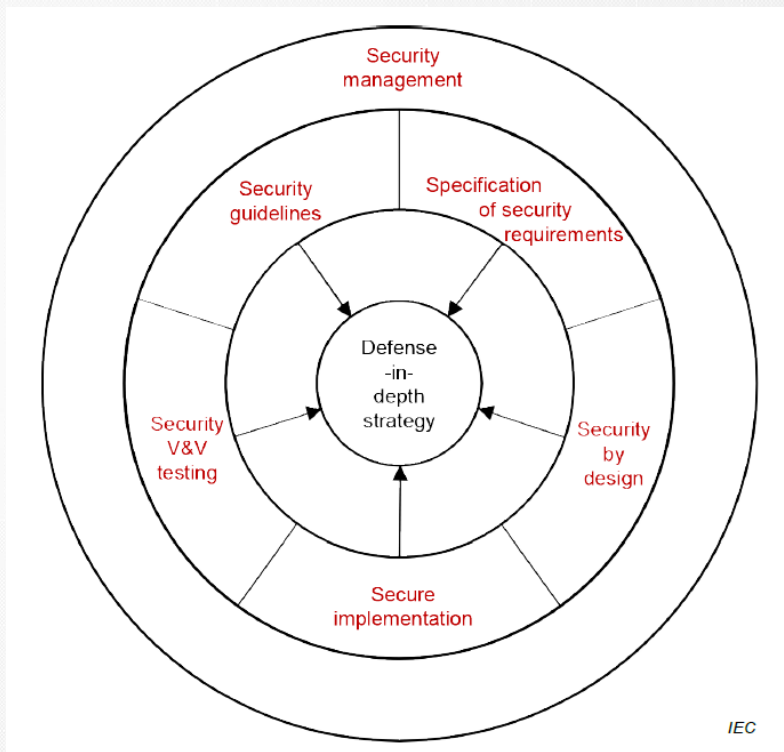 Security
management
Security
guidelines
Specification
of security
requirements
Defense
-in-
depth
strategy
Security
V&V
testing
Security
by
design
Secure
implementation
IEC